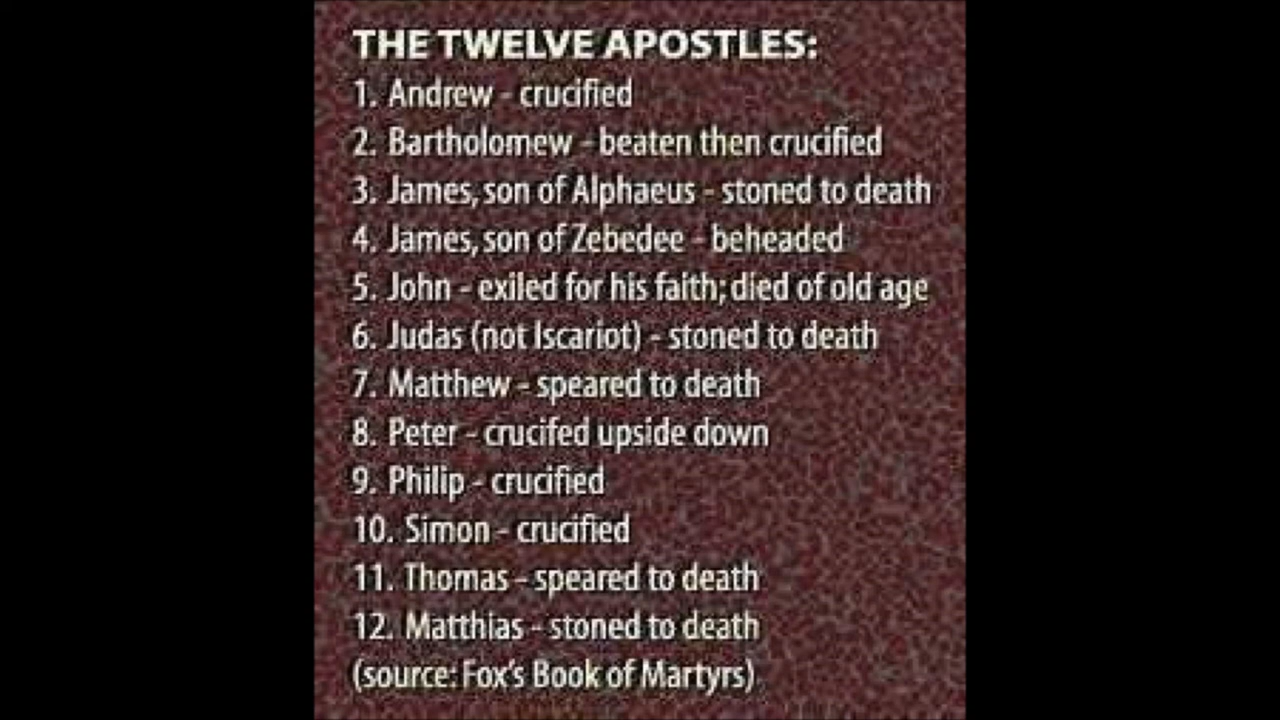 THE TWELVE APOSTLES:
1. Andrew - crucified
2. Bartholomew - beaten then crucified
3. James, son of Alphaeus - stoned to death
4. James, son of Zebedee - beheaded
5. John - exiled for his faith; died of old age
6. Judas (not Iscariot) - stoned to death
7. Matthew - speared to death
8. Peter - crucifed upside down
9. Philip - crucified
10. Simon - crucified
11. Thomas - speared to death
12. Matthias - stoned to death
(source: Fox's Book of Martyrs)